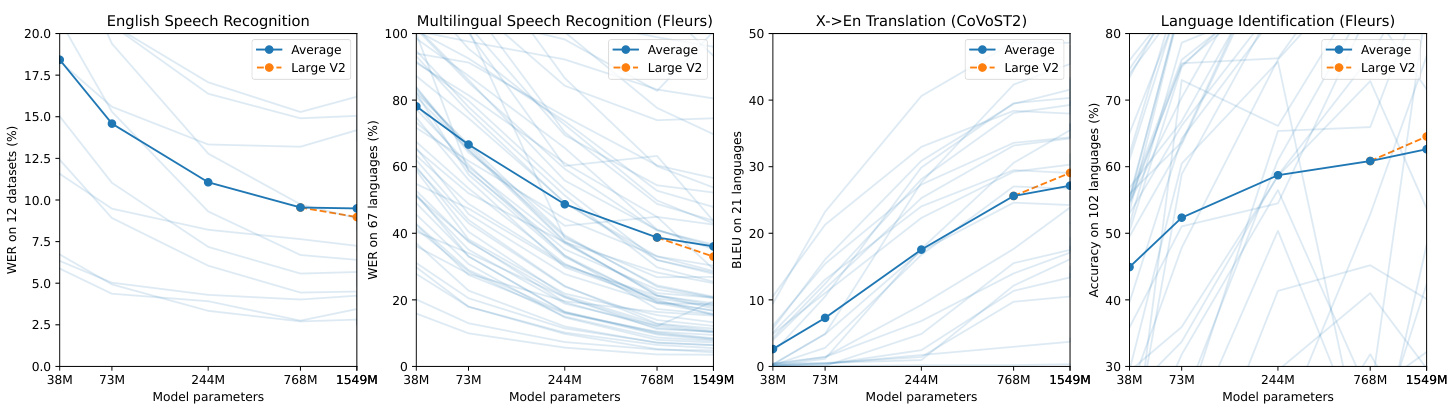 English Speech Recognition
WER on 12 datasets (%)
20.0
17.5
15.0
12.5
10.0
7.5
5.0
2.5
0.0
Average
Large V2
38M 73M 244M 768M 1549M
Model parameters
Multilingual Speech Recognition (Fleurs)
WER on 67 languages (%)
100
80
60
40
20
0
Average
Large V2
38M 73M 244M 768M 1549M
Model parameters
X->En Translation (CoVoST2)
BLEU on 21 languages
50
40
30
20
10
0
Average
Large V2
38M 73M 244M 768M 1549M
Model parameters
Language Identification (Fleurs)
Accuracy on 102 languages (%)
80
70
60
50
40
30
Average
Large V2
38M 73M 244M 768M 1549M
Model parameters